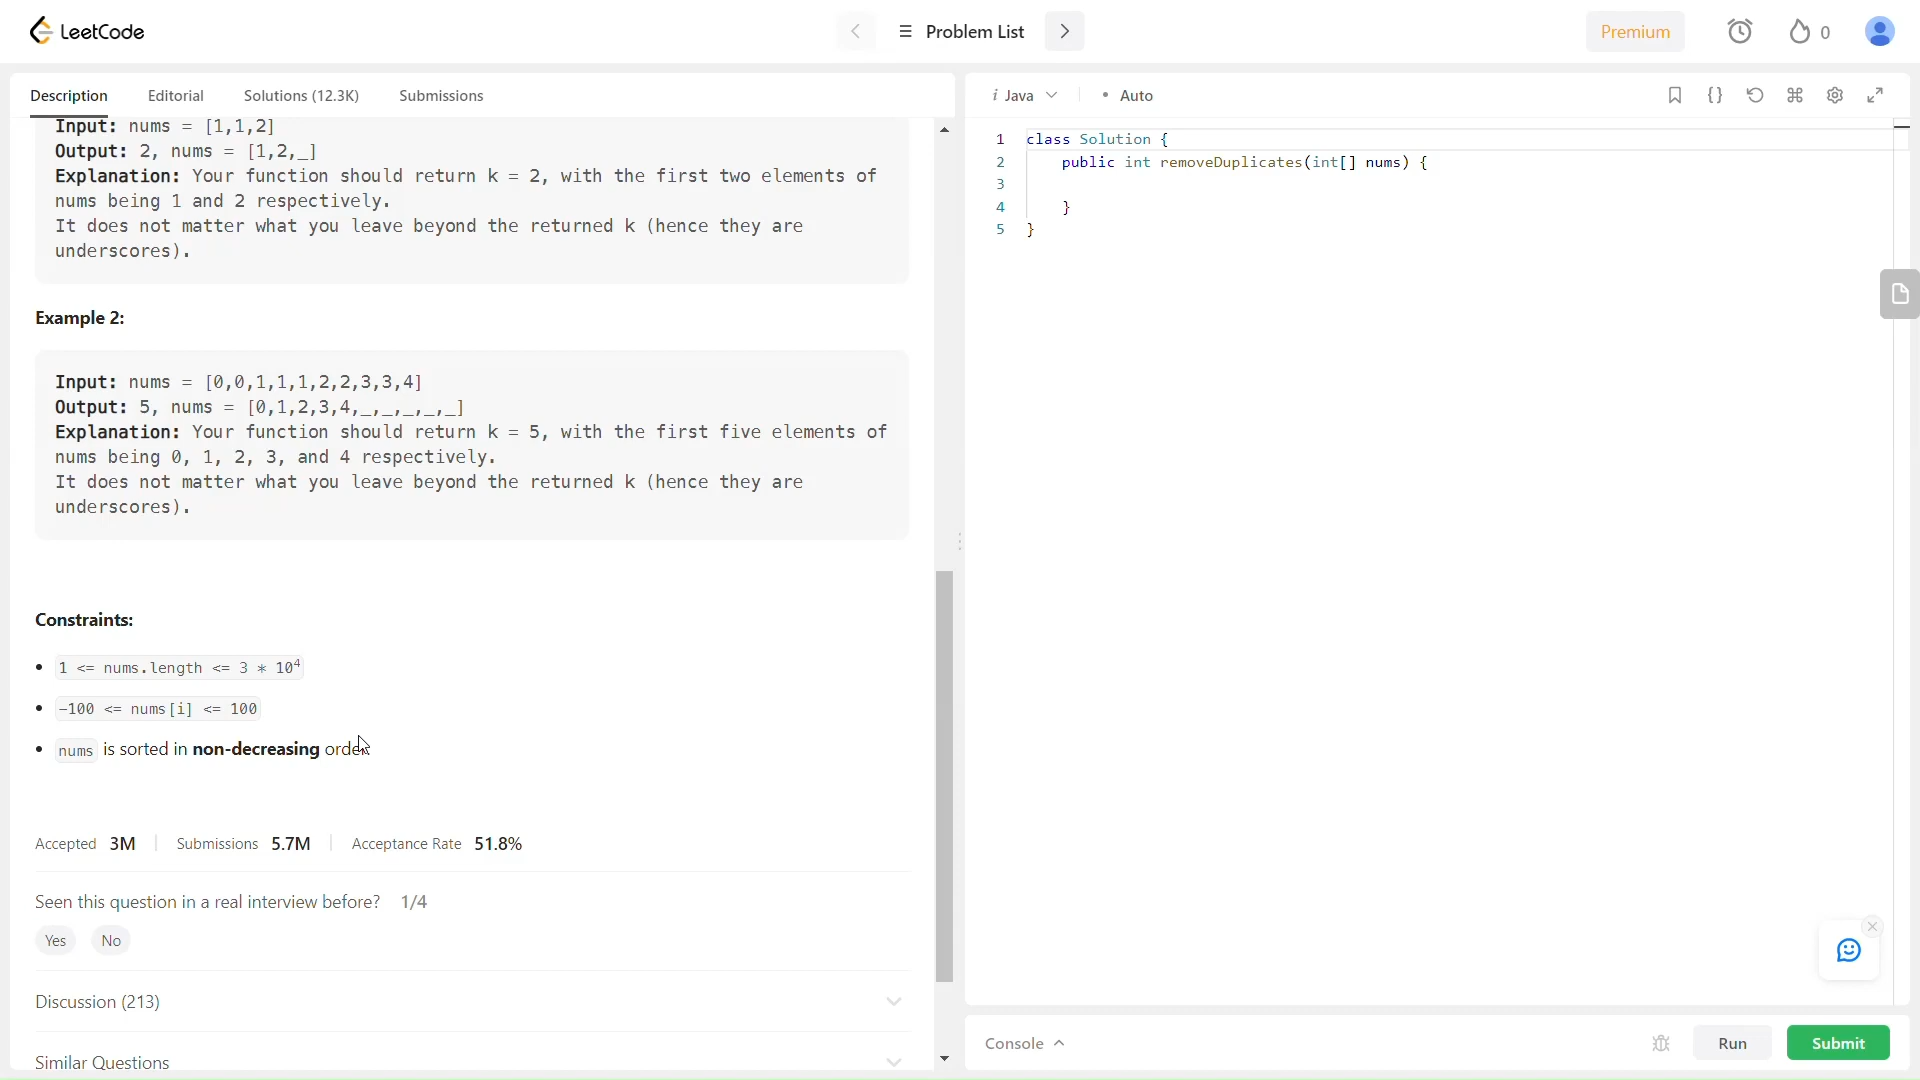 LeetCode
Problem List
Premium
0
Description Editorial Solutions (12.3K) Submissions
Input: nums = [1,1,2]
Output: 2, nums = [1,2,_]
Explanation: Your function should return k = 2, with the first two elements of
nums being 1 and 2 respectively.
It does not matter what you leave beyond the returned k (hence they are
underscores).
Example 2:
Input: nums = [0,0,1,1,1,2,2,3,3,4]
Output: 5, nums = [0,1,2,3,4,_,_,_,_,_]
Explanation: Your function should return k = 5, with the first five elements of
nums being 0, 1, 2, 3, and 4 respectively.
It does not matter what you leave beyond the returned k (hence they are
underscores).
Constraints:
• 1 <= nums.length <= 3 * 10⁴
• -100 <= nums[i] <= 100
• nums is sorted in non-decreasing order
Accepted 3M Submissions 5.7M Acceptance Rate 51.8%
Seen this question in a real interview before? 1/4
Yes No
Discussion (213)
Similar Questions
i Java • Auto
{}
1 class Solution {
2 public int removeDuplicates(int[] nums) {
3
4 }
5 }
Console
Run Submit